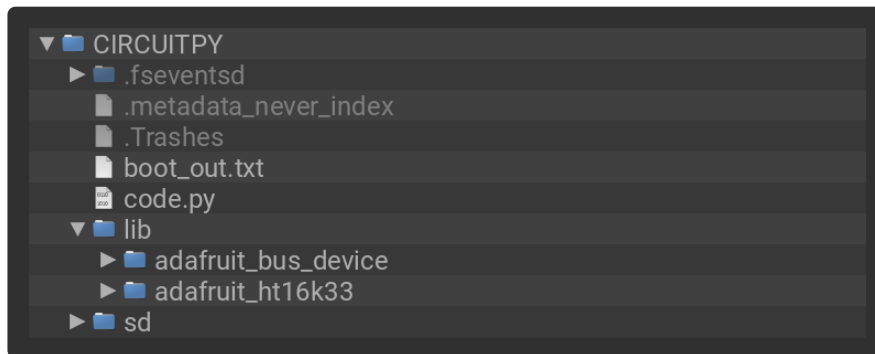 CIRCUITPY
.fseventsd
.metadata_never_index
.Trashes
boot_out.txt
code.py
lib
adafruit_bus_device
adafruit_ht16k33
sd